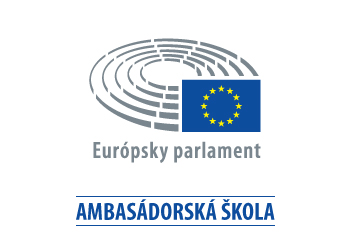 Európsky parlament
AMBASÁDORSKÁ ŠKOLA